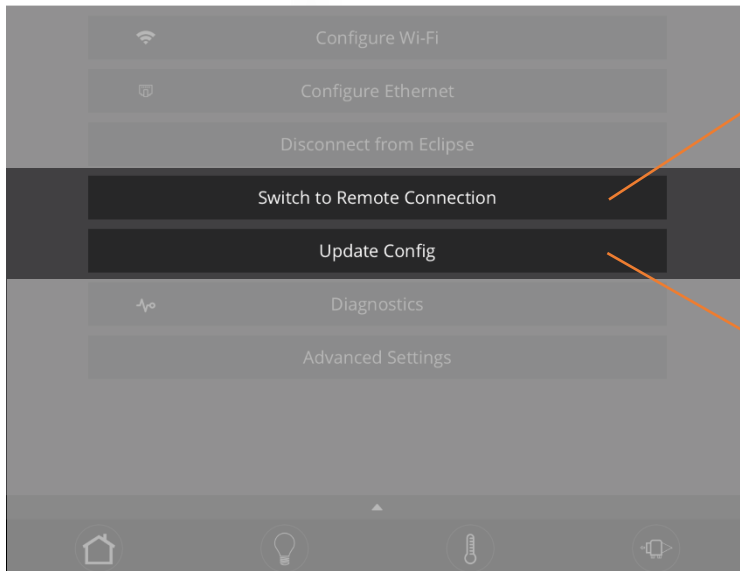 Configure Wi-Fi
Configure Ethernet
Disconnect from Eclipse
Switch to Remote Connection
Update Config
Diagnostics
Advanced Settings